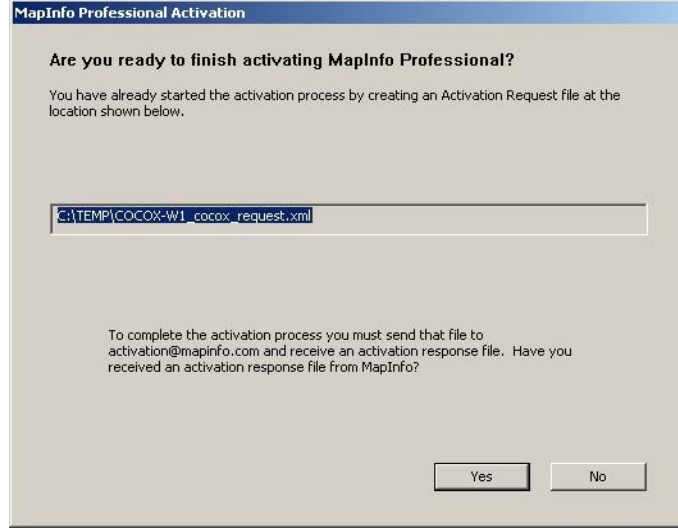 MapInfo Professional Activation
Are you ready to finish activating MapInfo Professional?
You have already started the activation process by creating an Activation Request file at the
location shown below.
C:\TEMP\COCOX-W1_cocox_request.xml
To complete the activation process you must send that file to
activation@mapinfo.com and receive an activation response file.  Have you
received an activation response file from MapInfo?
Yes
No